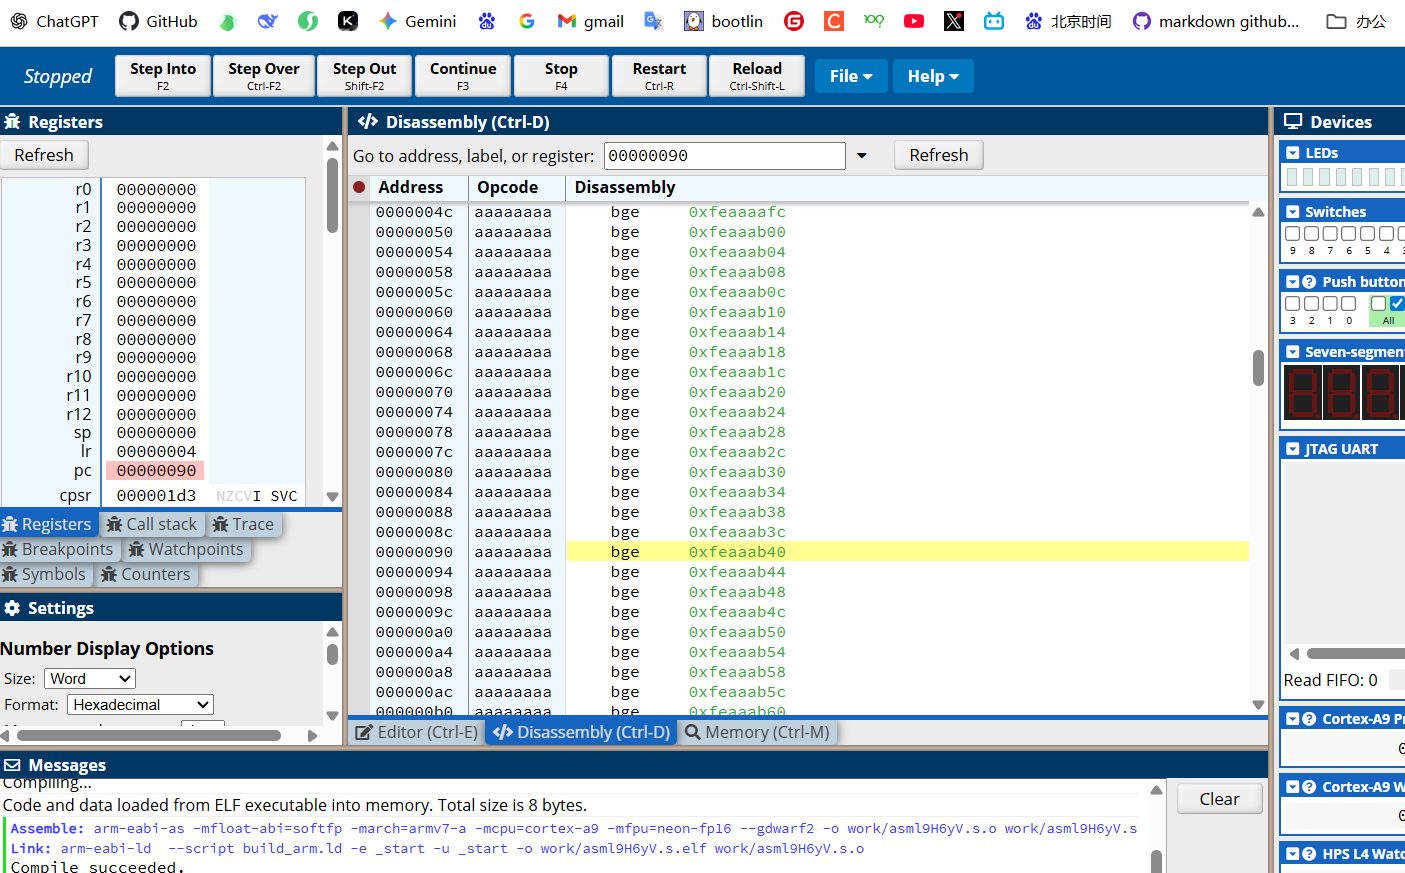 ChatGPT GitHub Gemini gmail bootlin 北京时间 markdown github... 办公
Stopped
Step Into F2
Step Over Ctrl-F2
Step Out Shift-F2
Continue F3
Stop F4
Restart Ctrl-R
Reload Ctrl-Shift-L
File
Help
Registers
Refresh
r0 00000000
r1 00000000
r2 00000000
r3 00000000
r4 00000000
r5 00000000
r6 00000000
r7 00000000
r8 00000000
r9 00000000
r10 00000000
r11 00000000
r12 00000000
sp 00000000
lr 00000004
pc 00000090
cpsr 000001d3 NZCVI SVC
Registers Call stack Trace
Breakpoints Watchpoints
Symbols Counters
Settings
Number Display Options
Size: Word
Format: Hexadecimal
Disassembly (Ctrl-D)
Go to address, label, or register: 00000090 Refresh
Address Opcode Disassembly
0000004c aaaaaaaa bge 0xfeaaaafc
00000050 aaaaaaaa bge 0xfeaaab00
00000054 aaaaaaaa bge 0xfeaaab04
00000058 aaaaaaaa bge 0xfeaaab08
0000005c aaaaaaaa bge 0xfeaaab0c
00000060 aaaaaaaa bge 0xfeaaab10
00000064 aaaaaaaa bge 0xfeaaab14
00000068 aaaaaaaa bge 0xfeaaab18
0000006c aaaaaaaa bge 0xfeaaab1c
00000070 aaaaaaaa bge 0xfeaaab20
00000074 aaaaaaaa bge 0xfeaaab24
00000078 aaaaaaaa bge 0xfeaaab28
0000007c aaaaaaaa bge 0xfeaaab2c
00000080 aaaaaaaa bge 0xfeaaab30
00000084 aaaaaaaa bge 0xfeaaab34
00000088 aaaaaaaa bge 0xfeaaab38
0000008c aaaaaaaa bge 0xfeaaab3c
00000090 aaaaaaaa bge 0xfeaaab40
00000094 aaaaaaaa bge 0xfeaaab44
00000098 aaaaaaaa bge 0xfeaaab48
0000009c aaaaaaaa bge 0xfeaaab4c
000000a0 aaaaaaaa bge 0xfeaaab50
000000a4 aaaaaaaa bge 0xfeaaab54
000000a8 aaaaaaaa bge 0xfeaaab58
000000ac aaaaaaaa bge 0xfeaaab5c
000000b0 aaaaaaaa bge 0xfeaaab60
Editor (Ctrl-E) Disassembly (Ctrl-D) Memory (Ctrl-M)
Messages
Compiling...
Code and data loaded from ELF executable into memory. Total size is 8 bytes.
Assemble: arm-eabi-as -mfloat-abi=softfp -march=armv7-a -mcpu=cortex-a9 -mfpu=neon-fp16 --gdwarf2 -o work/asml9H6yV.s.o work/asml9H6yV.s
Link: arm-eabi-ld --script build_arm.ld -e _start -u _start -o work/asml9H6yV.s.elf work/asml9H6yV.s.o
Compile succeeded.
Clear
Devices
LEDs
Switches
9 8 7 6 5 4
Push button
3 2 1 0 All
Seven-segment
JTAG UART
Read FIFO: 0
Cortex-A9 Pr
Cortex-A9 W
HPS L4 Watc